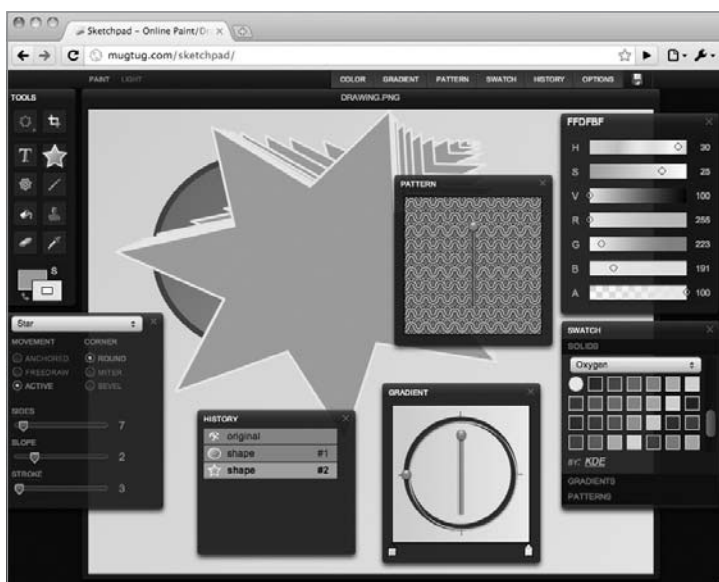 Sketchpad – Online Paint/Dr
mugtug.com/sketchpad/
PAINT LIGHT COLOR GRADIENT PATTERN SWATCH HISTORY OPTIONS
DRAWING.PNG
TOOLS
T
S
FFDFBF
H 30
S 25
V 100
R 255
G 223
B 191
A 100
PATTERN
Star
MOVEMENT CORNER
ANCHORED ROUND
FREEDRAW MITER
ACTIVE BEVEL
SIDES
7
SLOPE
2
STROKE
3
HISTORY
original
shape #1
shape #2
GRADIENT
SWATCH
SOLIDS
Oxygen
BY: KDE
GRADIENTS
PATTERNS